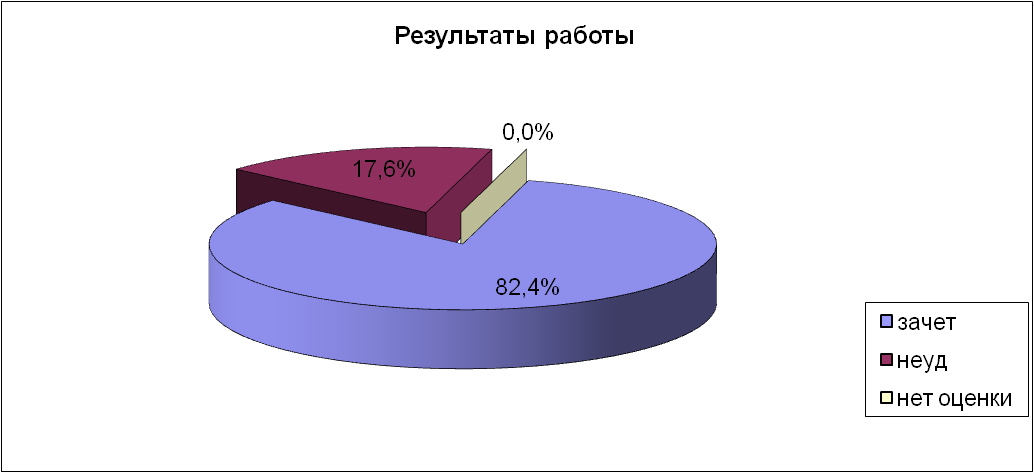 Результаты работы
0,0%
17,6%
82,4%
зачет
неуд
нет оценки